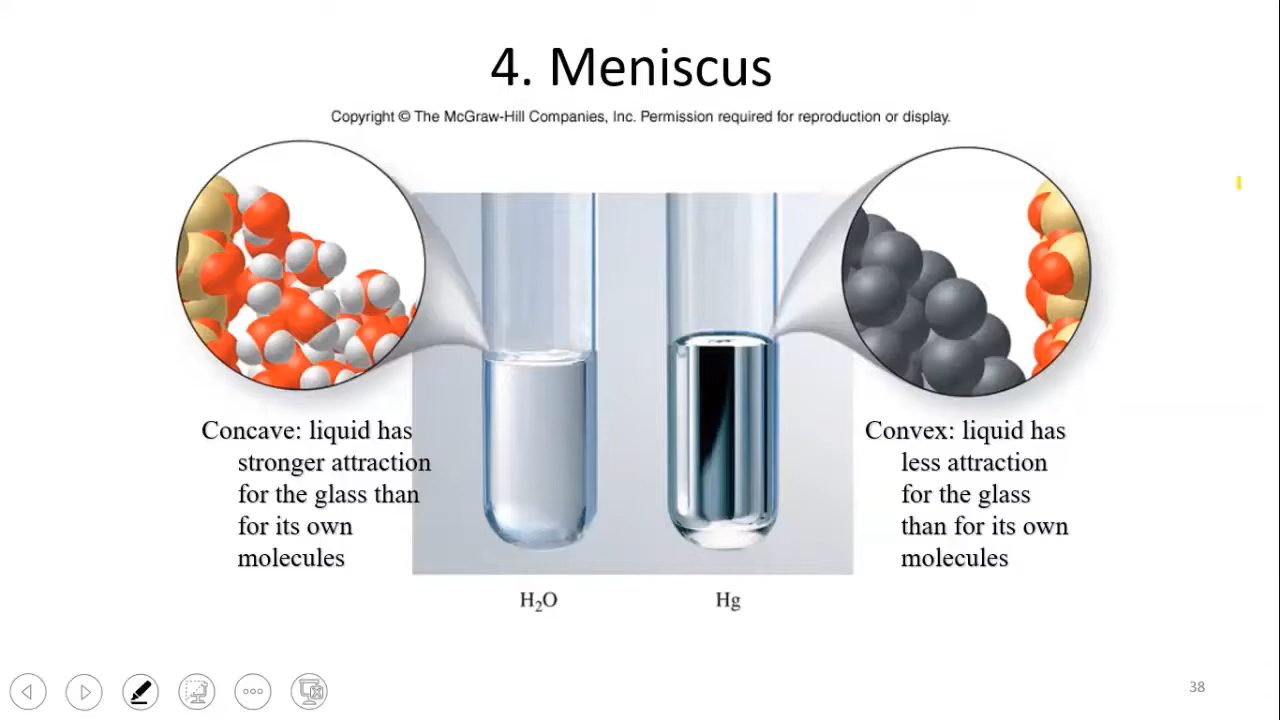 4. Meniscus
Copyright © The McGraw-Hill Companies, Inc. Permission required for reproduction or display.
Concave: liquid has
stronger attraction
for the glass than
for its own
molecules
Convex: liquid has
less attraction
for the glass
than for its own
molecules
H₂O
Hg
38